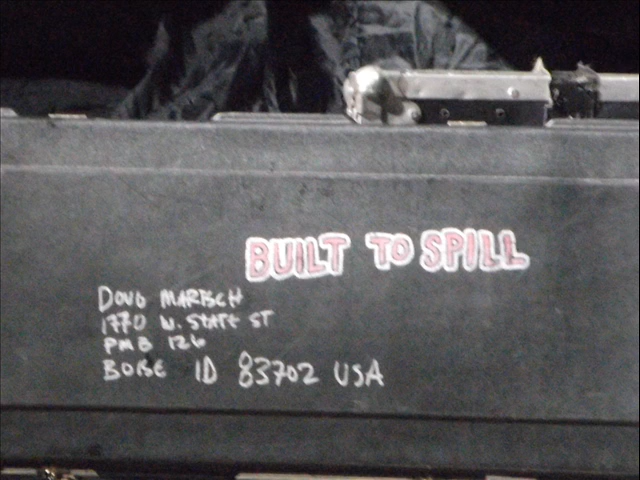 BUILT TO SPILL
DOUG MARTSCH
1770 W. STATE ST
PMB 126
BOISE ID 83702 USA